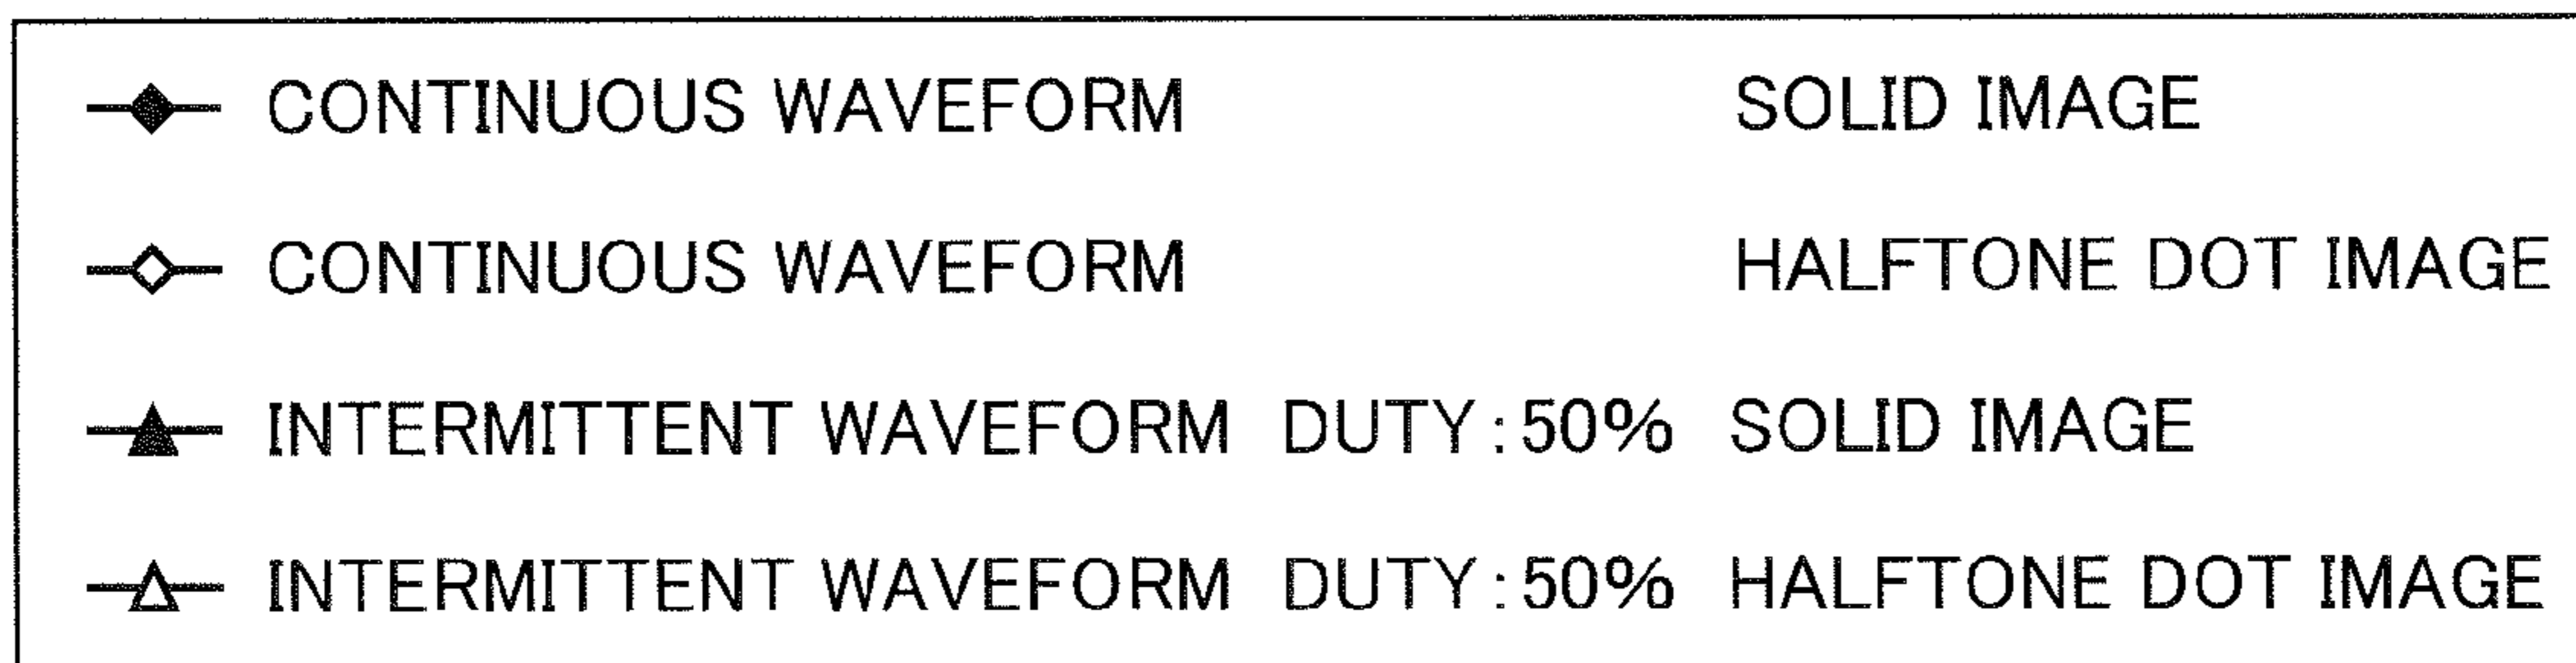 CONTINUOUS WAVEFORM SOLID IMAGE
CONTINUOUS WAVEFORM HALFTONE DOT IMAGE
INTERMITTENT WAVEFORM DUTY:50% SOLID IMAGE
INTERMITTENT WAVEFORM DUTY:50% HALFTONE DOT IMAGE